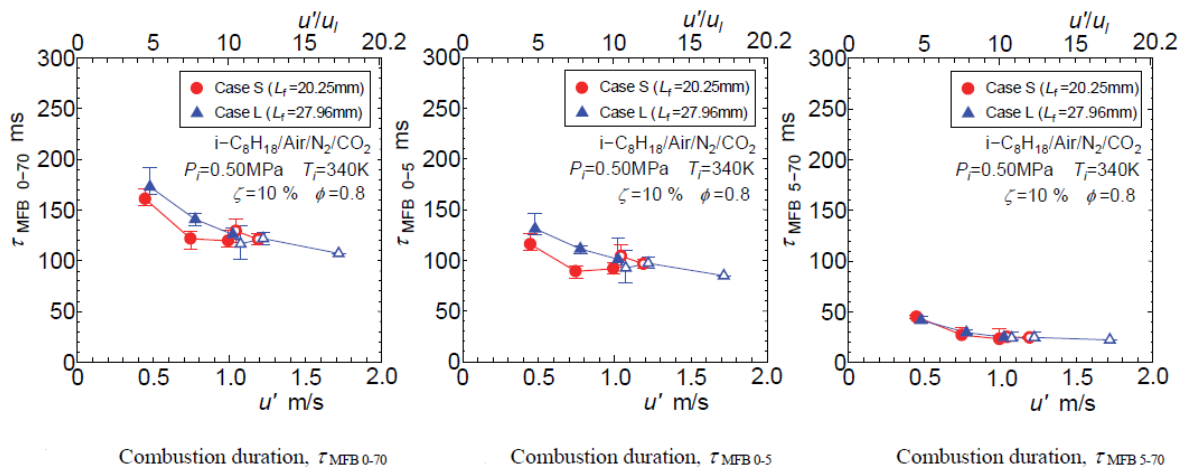 u'/u_l
0 5 10 15 20.2
300
250
200
150
100
50
0
τ_MFB 0−70 ms
Case S (L_f=20.25mm)
Case L (L_f=27.96mm)
i−C8H18/Air/N2/CO2
P_i=0.50MPa T_i=340K
ζ=10 % ϕ=0.8
0 0.5 1.0 1.5 2.0
u' m/s
Combustion duration, τ MFB 0-70
u'/u_l
0 5 10 15 20.2
300
250
200
150
100
50
0
τ_MFB 0−5 ms
Case S (L_f=20.25mm)
Case L (L_f=27.96mm)
i−C8H18/Air/N2/CO2
P_i=0.50MPa T_i=340K
ζ=10 % ϕ=0.8
0 0.5 1.0 1.5 2.0
u' m/s
Combustion duration, τ MFB 0-5
u'/u_l
0 5 10 15 20.2
300
250
200
150
100
50
0
τ_MFB 5−70 ms
Case S (L_f=20.25mm)
Case L (L_f=27.96mm)
i−C8H18/Air/N2/CO2
P_i=0.50MPa T_i=340K
ζ=10 % ϕ=0.8
0 0.5 1.0 1.5 2.0
u' m/s
Combustion duration, τ MFB 5-70